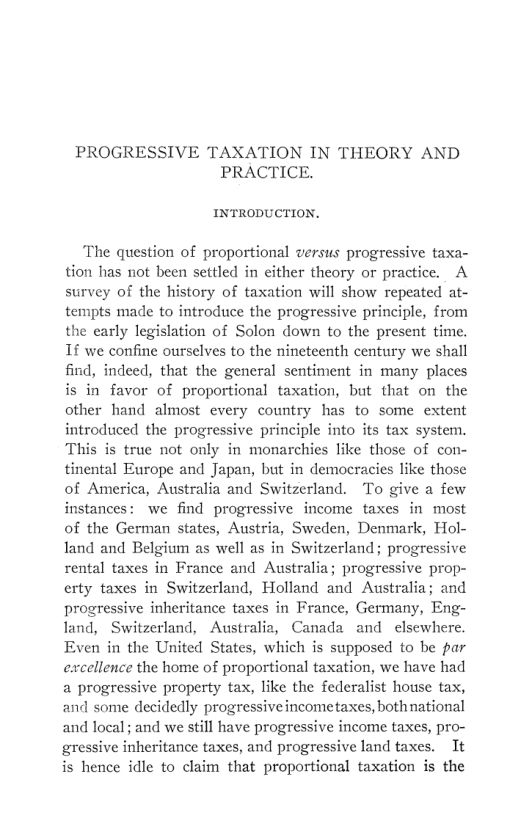 PROGRESSIVE TAXATION IN THEORY AND
PRACTICE.
INTRODUCTION.
The question of proportional versus progressive taxa-
tion has not been settled in either theory or practice. A
survey of the history of taxation will show repeated at-
tempts made to introduce the progressive principle, from
the early legislation of Solon down to the present time.
If we confine ourselves to the nineteenth century we shall
find, indeed, that the general sentiment in many places
is in favor of proportional taxation, but that on the
other hand almost every country has to some extent
introduced the progressive principle into its tax system.
This is true not only in monarchies like those of con-
tinental Europe and Japan, but in democracies like those
of America, Australia and Switzerland. To give a few
instances: we find progressive income taxes in most
of the German states, Austria, Sweden, Denmark, Hol-
land and Belgium as well as in Switzerland; progressive
rental taxes in France and Australia; progressive prop-
erty taxes in Switzerland, Holland and Australia; and
progressive inheritance taxes in France, Germany, Eng-
land, Switzerland, Australia, Canada and elsewhere.
Even in the United States, which is supposed to be par
excellence the home of proportional taxation, we have had
a progressive property tax, like the federalist house tax,
and some decidedly progressive income taxes, both national
and local; and we still have progressive income taxes, pro-
gressive inheritance taxes, and progressive land taxes. It
is hence idle to claim that proportional taxation is the